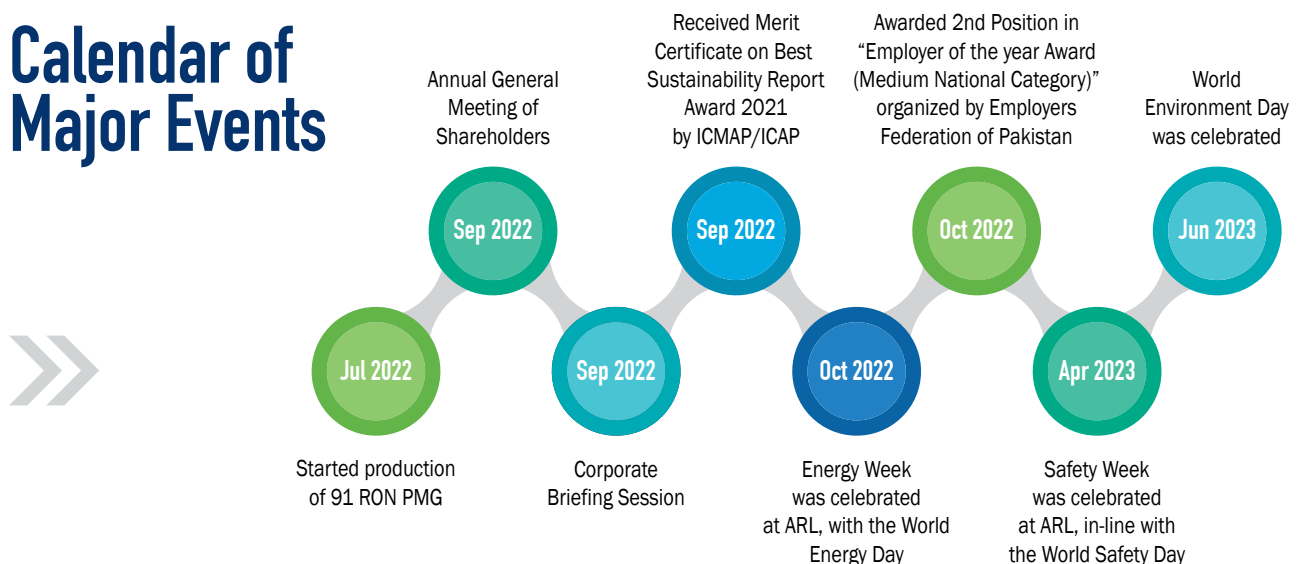 Calendar of
Major Events
Jul 2022
Started production
of 91 RON PMG
Annual General
Meeting of
Shareholders
Sep 2022
Sep 2022
Corporate
Briefing Session
Received Merit
Certificate on Best
Sustainability Report
Award 2021
by ICMAP/ICAP
Sep 2022
Oct 2022
Energy Week
was celebrated
at ARL, with the World
Energy Day
Awarded 2nd Position in
“Employer of the year Award
(Medium National Category)”
organized by Employers
Federation of Pakistan
Oct 2022
Apr 2023
Safety Week
was celebrated
at ARL, in-line with
the World Safety Day
World
Environment Day
was celebrated
Jun 2023